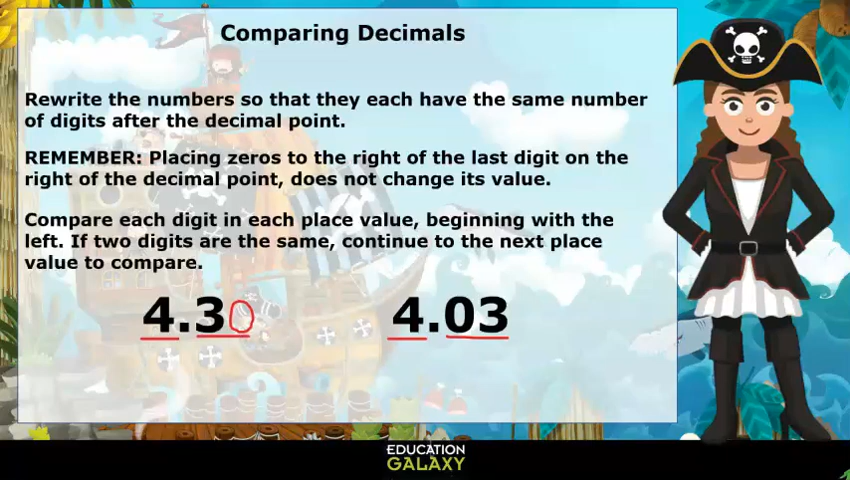 Comparing Decimals
Rewrite the numbers so that they each have the same number
of digits after the decimal point.
REMEMBER: Placing zeros to the right of the last digit on the
right of the decimal point, does not change its value.
Compare each digit in each place value, beginning with the
left. If two digits are the same, continue to the next place
value to compare.
4.30 4.03
EDUCATION
GALAXY